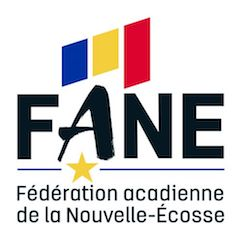 FANE
Fédération acadienne
de la Nouvelle-Écosse